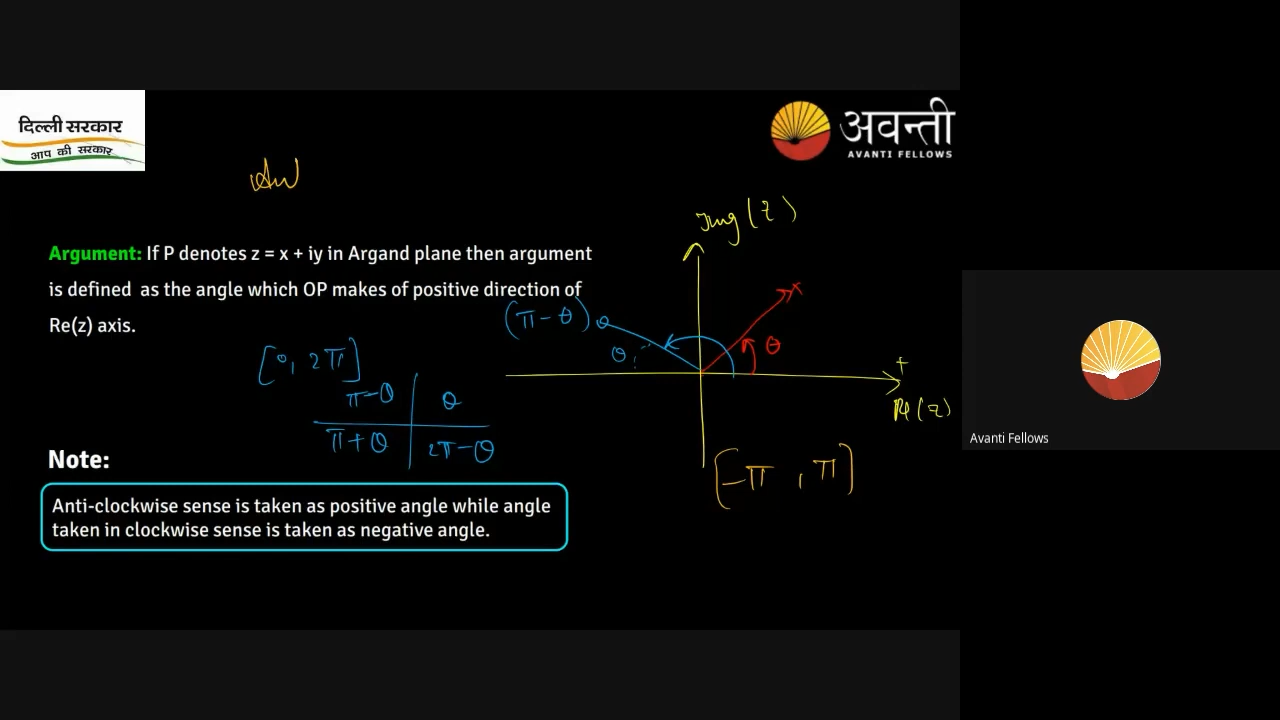 दिल्ली सरकार
आप की सरकार
अवन्ती
AVANTI FELLOWS
Img(z)
Argument: If P denotes z = x + iy in Argand plane then argument
is defined as the angle which OP makes of positive direction of
Re(z) axis.
(π-θ)
θ
θ
+
Re(z)
[0, 2π]
π-θ θ
π+θ 2π-θ
[-π, π]
Note:
Anti-clockwise sense is taken as positive angle while angle
taken in clockwise sense is taken as negative angle.
Avanti Fellows